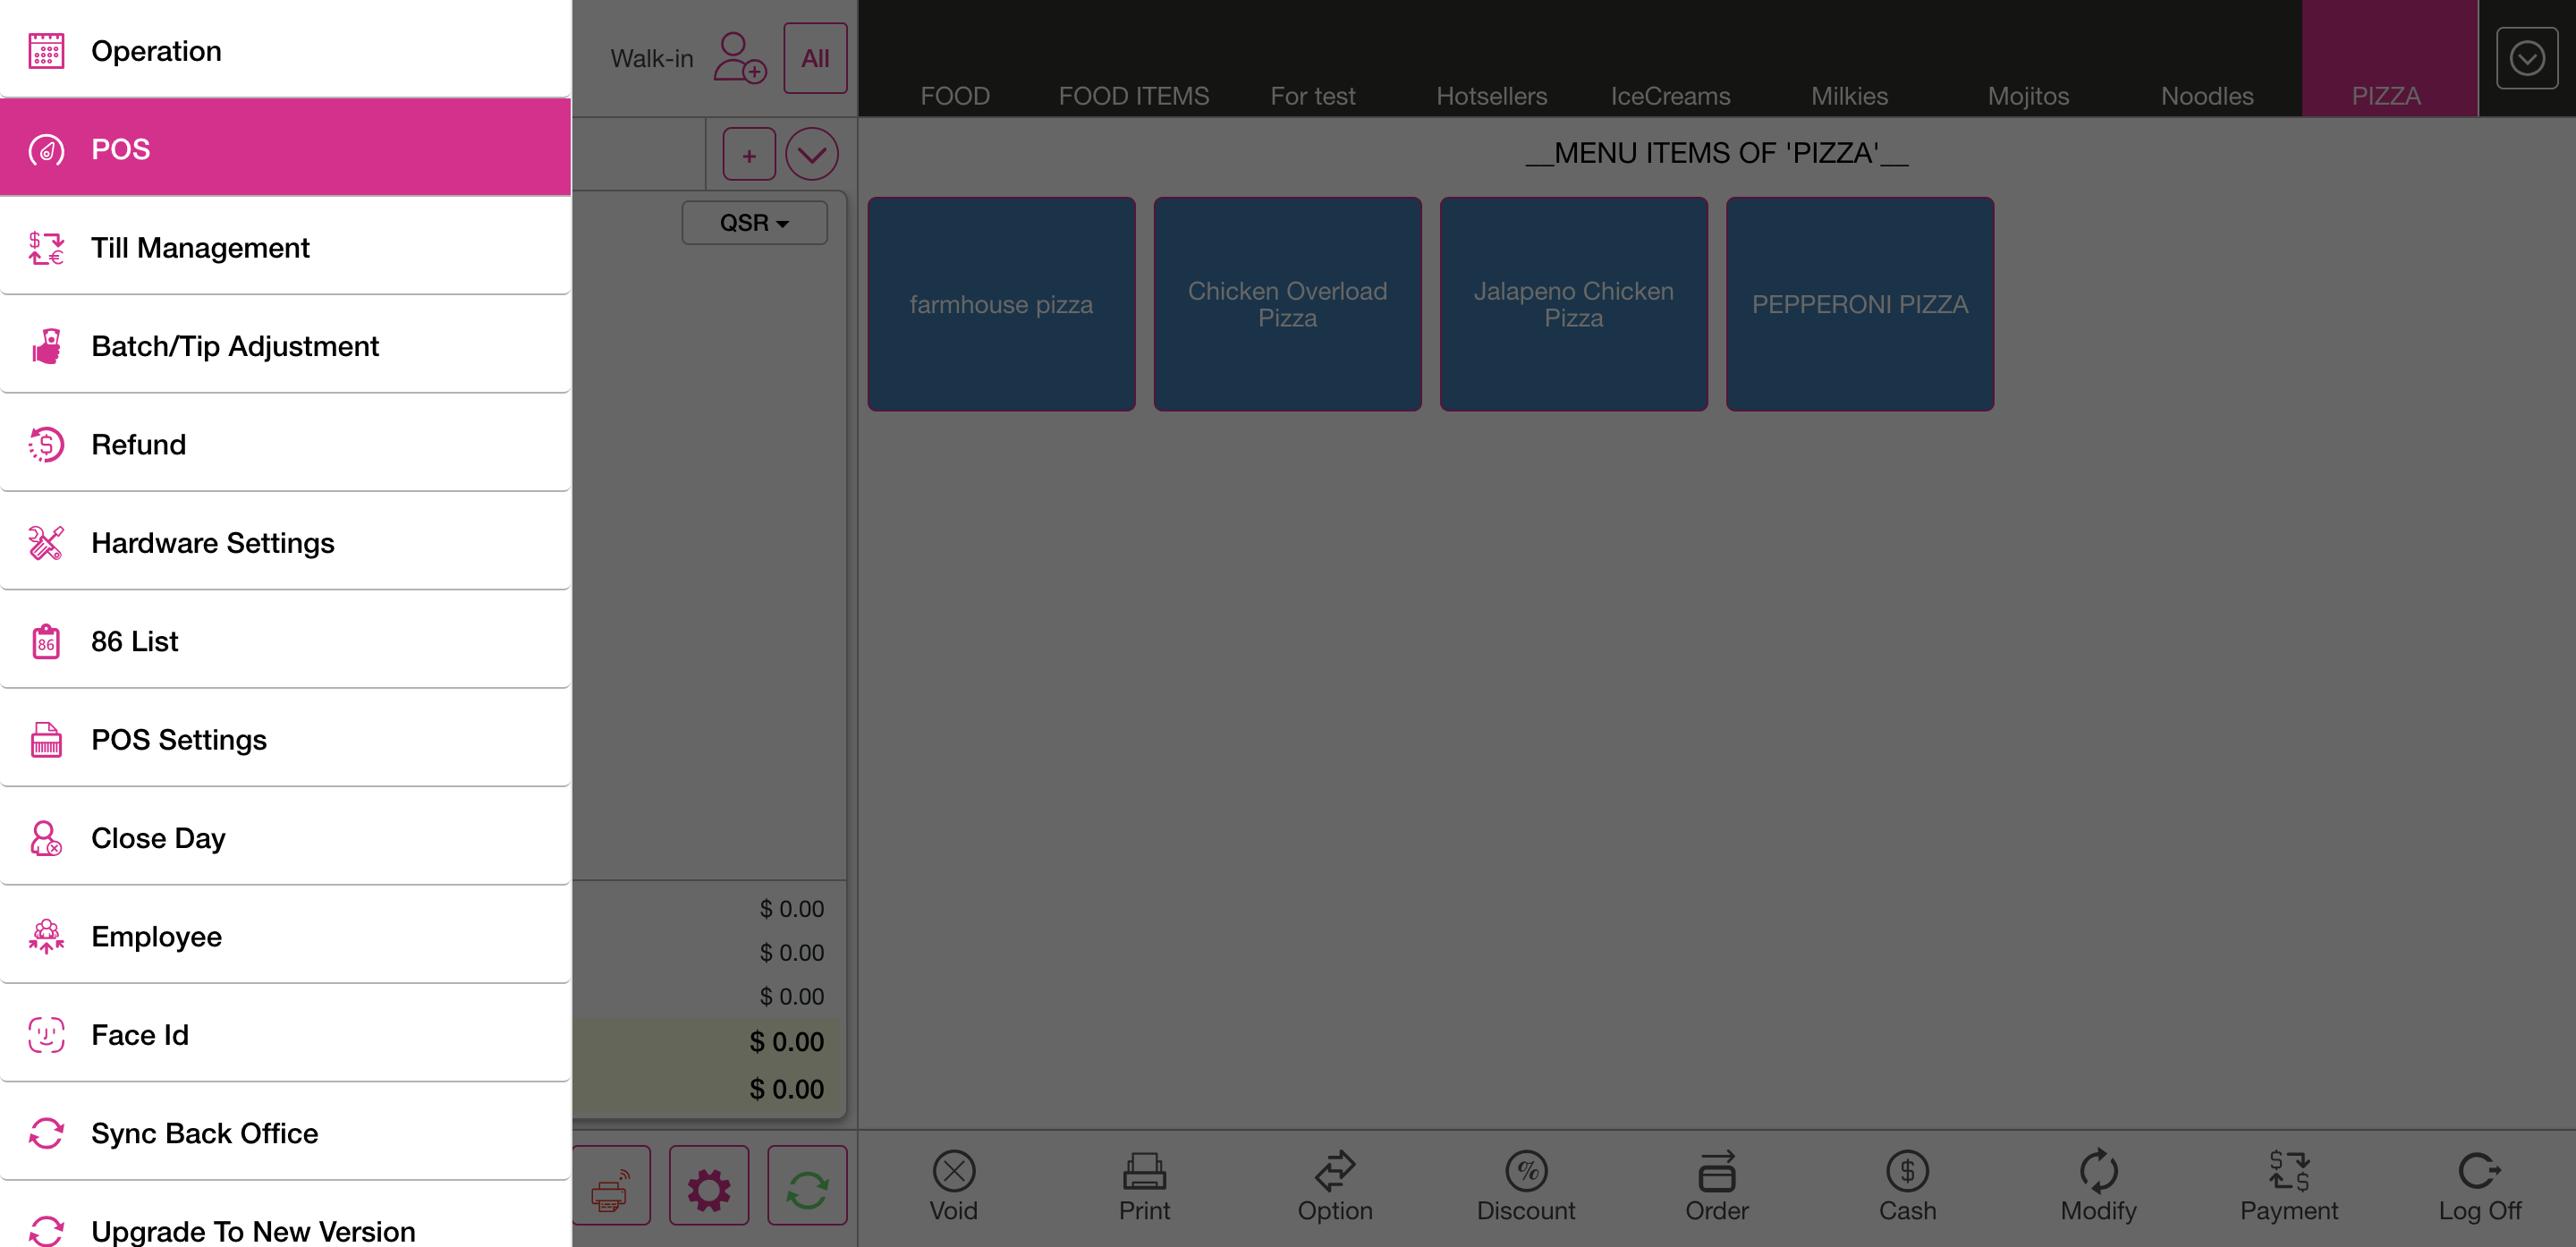 Operation
POS
Till Management
Batch/Tip Adjustment
Refund
Hardware Settings
86
86 List
POS Settings
Close Day
Employee
Face Id
Sync Back Office
Upgrade To New Version
Walk-in
All
+
QSR
$ 0.00
$ 0.00
$ 0.00
$ 0.00
$ 0.00
FOOD
FOOD ITEMS
For test
Hotsellers
IceCreams
Milkies
Mojitos
Noodles
PIZZA
__MENU ITEMS OF 'PIZZA'__
farmhouse pizza
Chicken Overload
Pizza
Jalapeno Chicken
Pizza
PEPPERONI PIZZA
Void
Print
Option
Discount
Order
Cash
Modify
Payment
Log Off